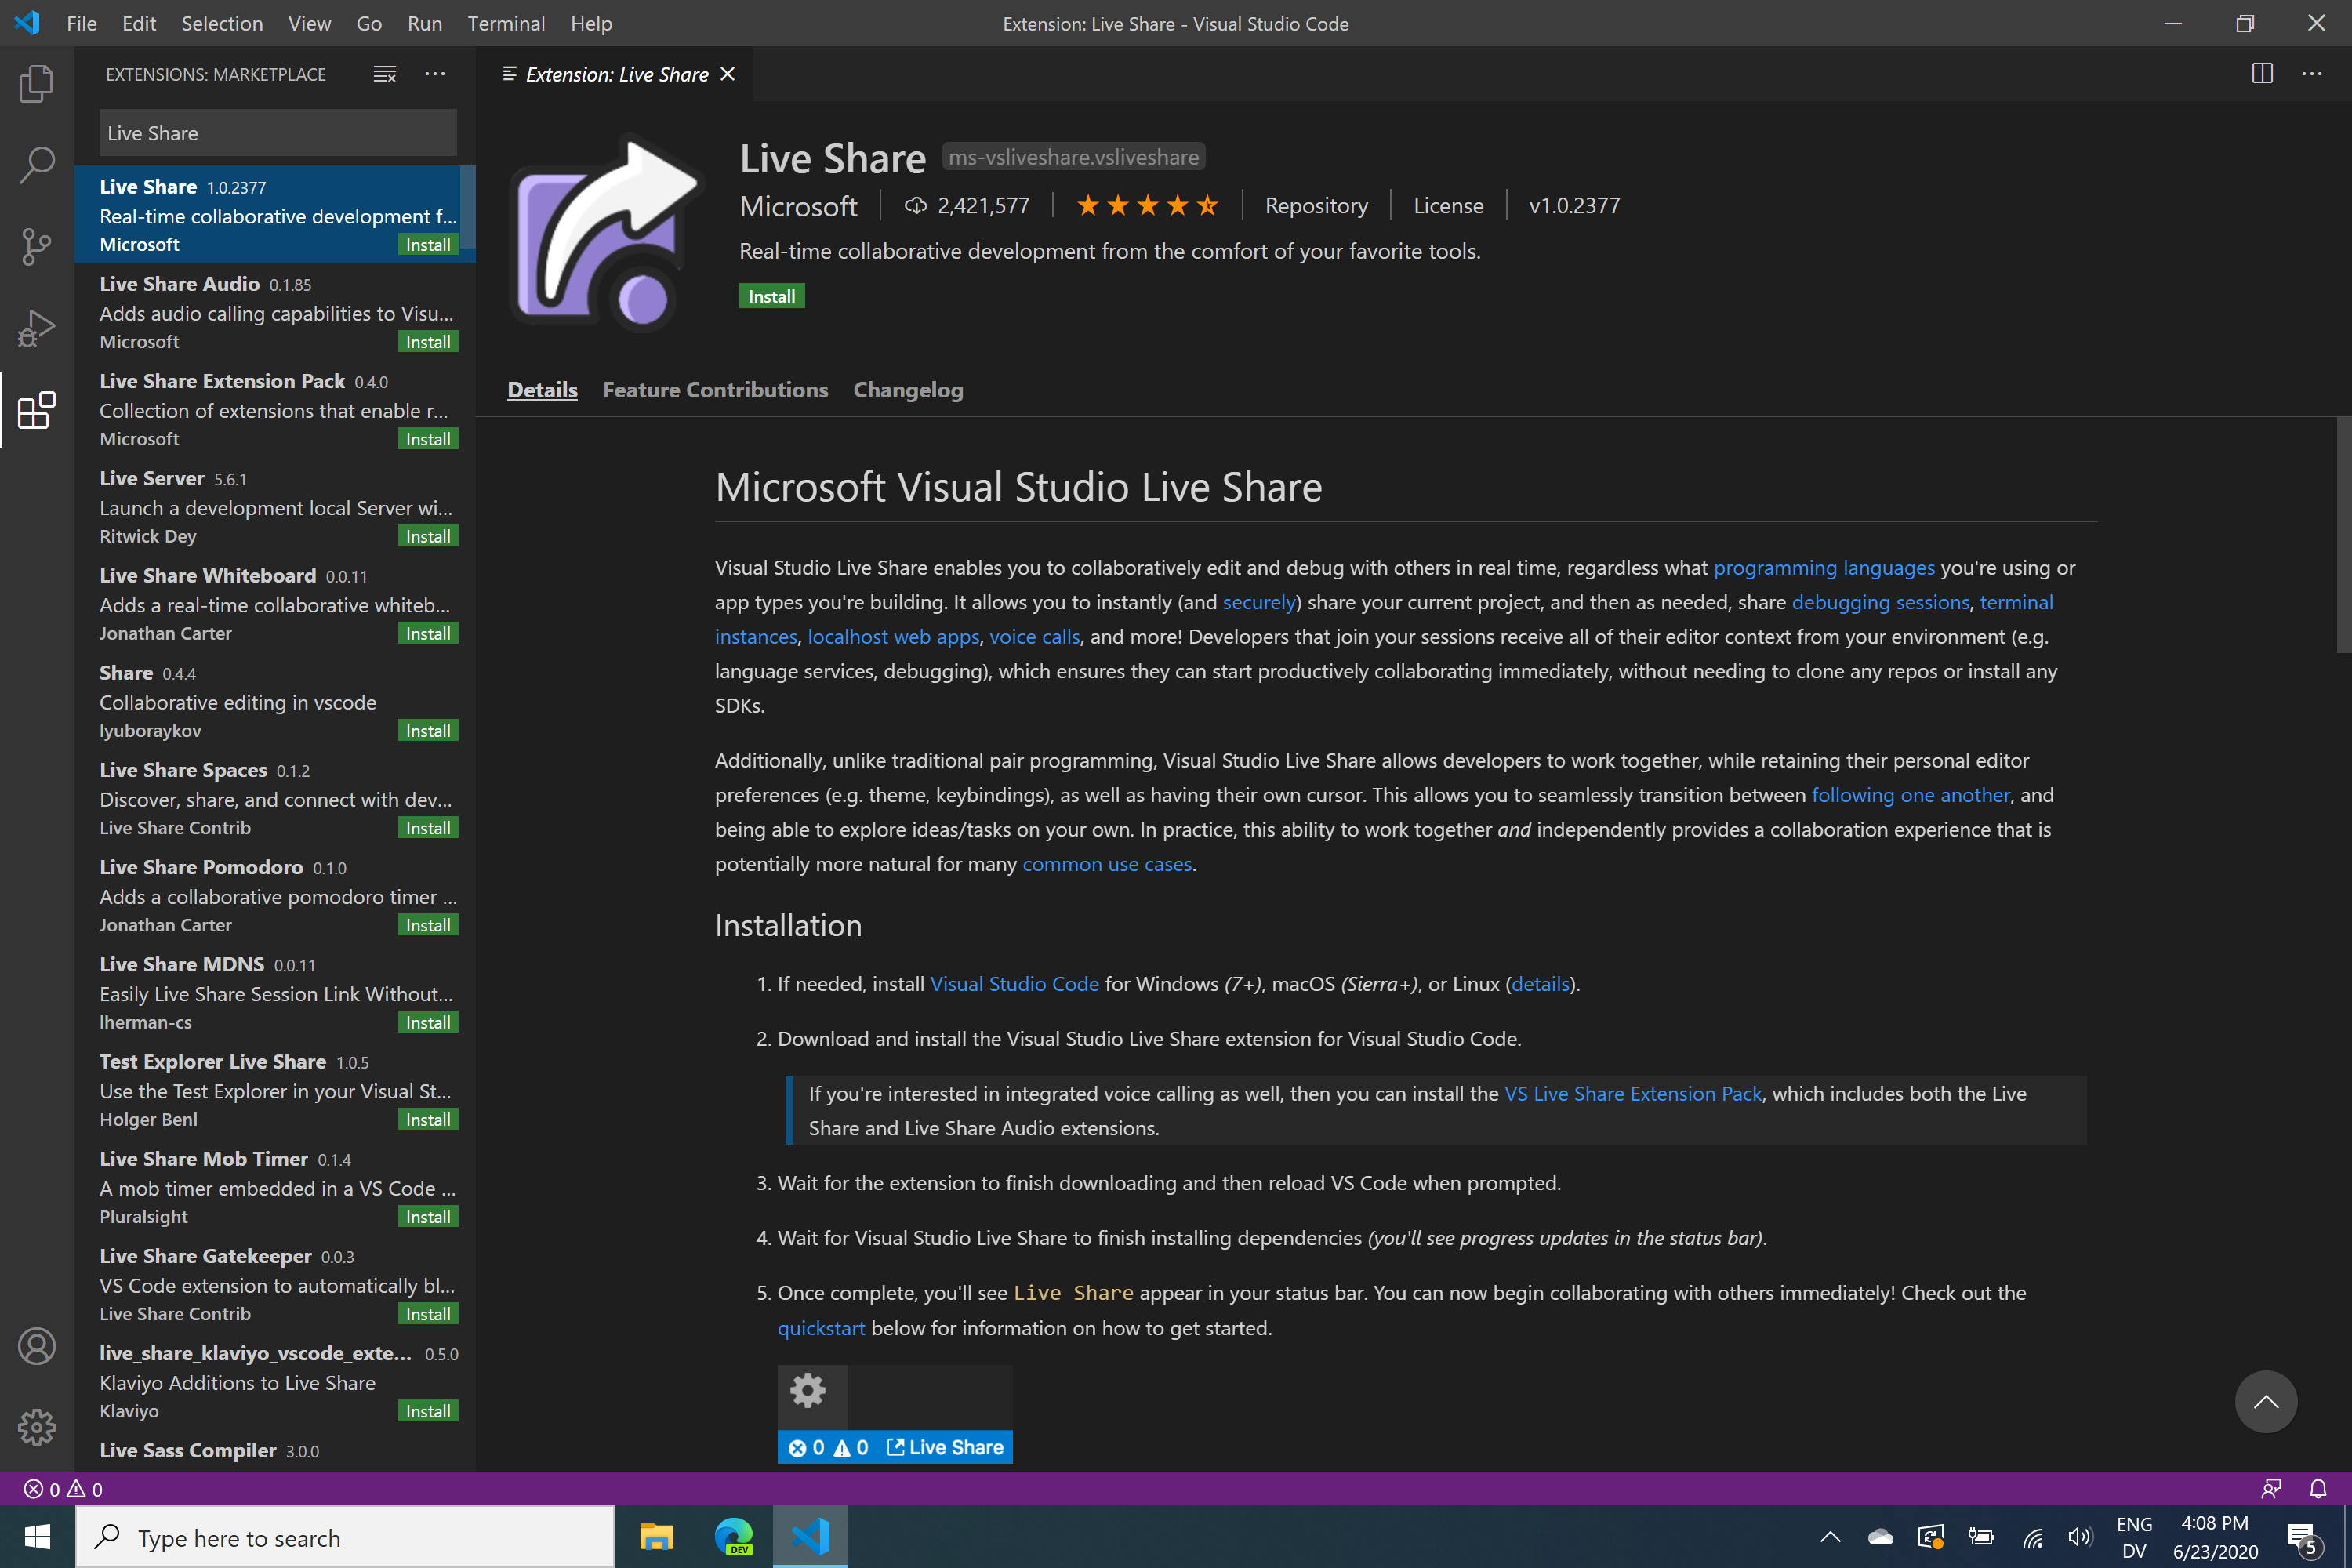 File Edit Selection View Go Run Terminal Help
Extension: Live Share - Visual Studio Code
EXTENSIONS: MARKETPLACE
Live Share
Live Share 1.0.2377
Real-time collaborative development f...
Microsoft Install
Live Share Audio 0.1.85
Adds audio calling capabilities to Visu...
Microsoft Install
Live Share Extension Pack 0.4.0
Collection of extensions that enable r...
Microsoft Install
Live Server 5.6.1
Launch a development local Server wi...
Ritwick Dey Install
Live Share Whiteboard 0.0.11
Adds a real-time collaborative whiteb...
Jonathan Carter Install
Share 0.4.4
Collaborative editing in vscode
lyuboraykov Install
Live Share Spaces 0.1.2
Discover, share, and connect with dev...
Live Share Contrib Install
Live Share Pomodoro 0.1.0
Adds a collaborative pomodoro timer ...
Jonathan Carter Install
Live Share MDNS 0.0.11
Easily Live Share Session Link Without...
lherman-cs Install
Test Explorer Live Share 1.0.5
Use the Test Explorer in your Visual St...
Holger Benl Install
Live Share Mob Timer 0.1.4
A mob timer embedded in a VS Code ...
Pluralsight Install
Live Share Gatekeeper 0.0.3
VS Code extension to automatically bl...
Live Share Contrib Install
live_share_klaviyo_vscode_exte... 0.5.0
Klaviyo Additions to Live Share
Klaviyo Install
Live Sass Compiler 3.0.0
Extension: Live Share
Live Share ms-vsliveshare.vsliveshare
Microsoft 2,421,577 Repository License v1.0.2377
Real-time collaborative development from the comfort of your favorite tools.
Install
Details Feature Contributions Changelog
Microsoft Visual Studio Live Share
Visual Studio Live Share enables you to collaboratively edit and debug with others in real time, regardless what programming languages you're using or
app types you're building. It allows you to instantly (and securely) share your current project, and then as needed, share debugging sessions, terminal
instances, localhost web apps, voice calls, and more! Developers that join your sessions receive all of their editor context from your environment (e.g.
language services, debugging), which ensures they can start productively collaborating immediately, without needing to clone any repos or install any
SDKs.
Additionally, unlike traditional pair programming, Visual Studio Live Share allows developers to work together, while retaining their personal editor
preferences (e.g. theme, keybindings), as well as having their own cursor. This allows you to seamlessly transition between following one another, and
being able to explore ideas/tasks on your own. In practice, this ability to work together and independently provides a collaboration experience that is
potentially more natural for many common use cases.
Installation
1. If needed, install Visual Studio Code for Windows (7+), macOS (Sierra+), or Linux (details).
2. Download and install the Visual Studio Live Share extension for Visual Studio Code.
If you're interested in integrated voice calling as well, then you can install the VS Live Share Extension Pack, which includes both the Live
Share and Live Share Audio extensions.
3. Wait for the extension to finish downloading and then reload VS Code when prompted.
4. Wait for Visual Studio Live Share to finish installing dependencies (you'll see progress updates in the status bar).
5. Once complete, you'll see Live Share appear in your status bar. You can now begin collaborating with others immediately! Check out the
quickstart below for information on how to get started.
0 0 Live Share
0 0
Type here to search
DEV
ENG
DV
4:08 PM
6/23/2020
5